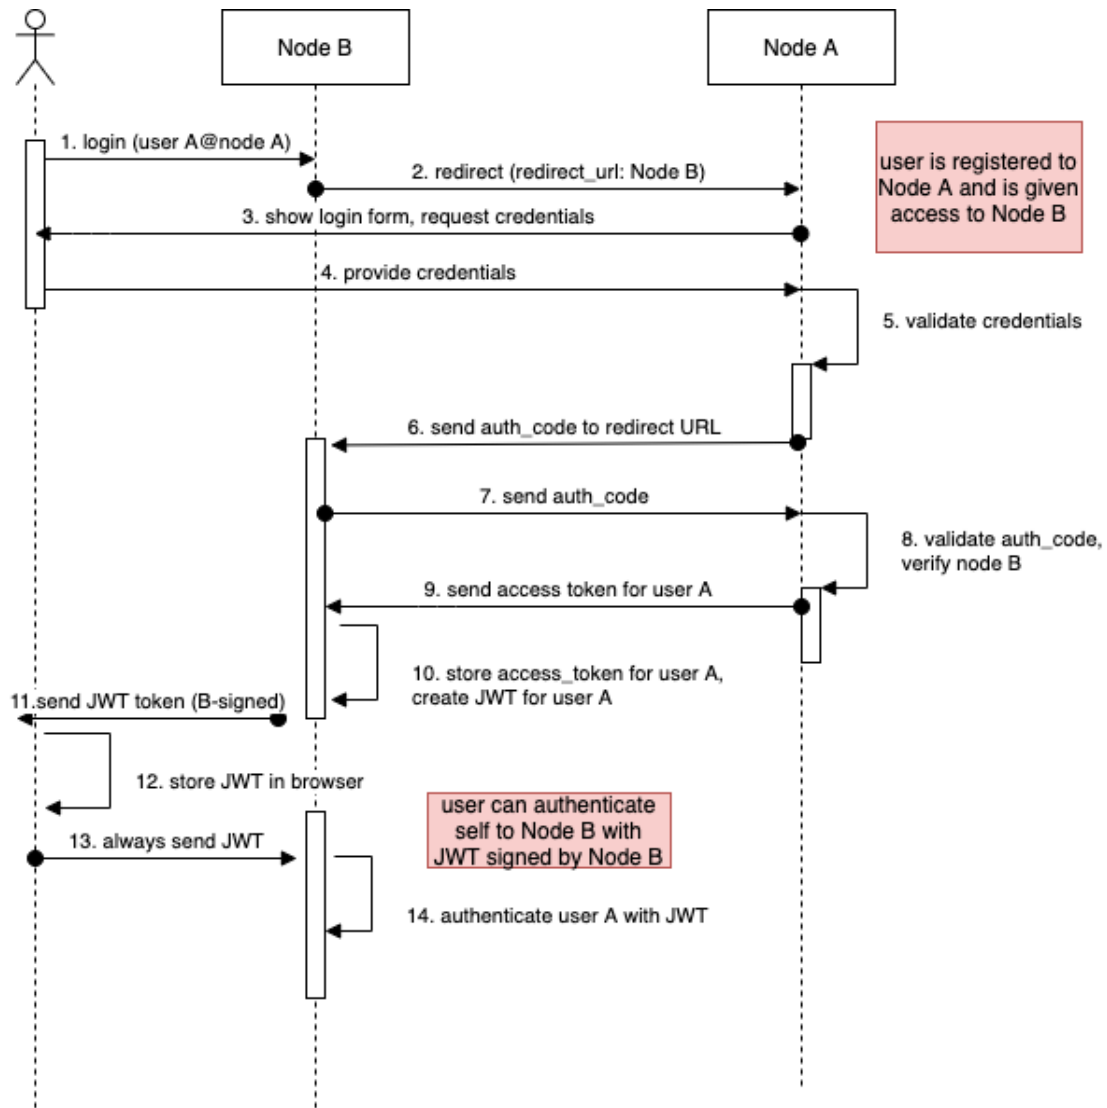 Node B
Node A
1. login (user A@node A)
2. redirect (redirect_url: Node B)
user is registered to
Node A and is given
access to Node B
3. show login form, request credentials
4. provide credentials
5. validate credentials
6. send auth_code to redirect URL
7. send auth_code
8. validate auth_code,
verify node B
9. send access token for user A
10. store access_token for user A,
create JWT for user A
11.send JWT token (B-signed)
12. store JWT in browser
user can authenticate
self to Node B with
JWT signed by Node B
13. always send JWT
14. authenticate user A with JWT